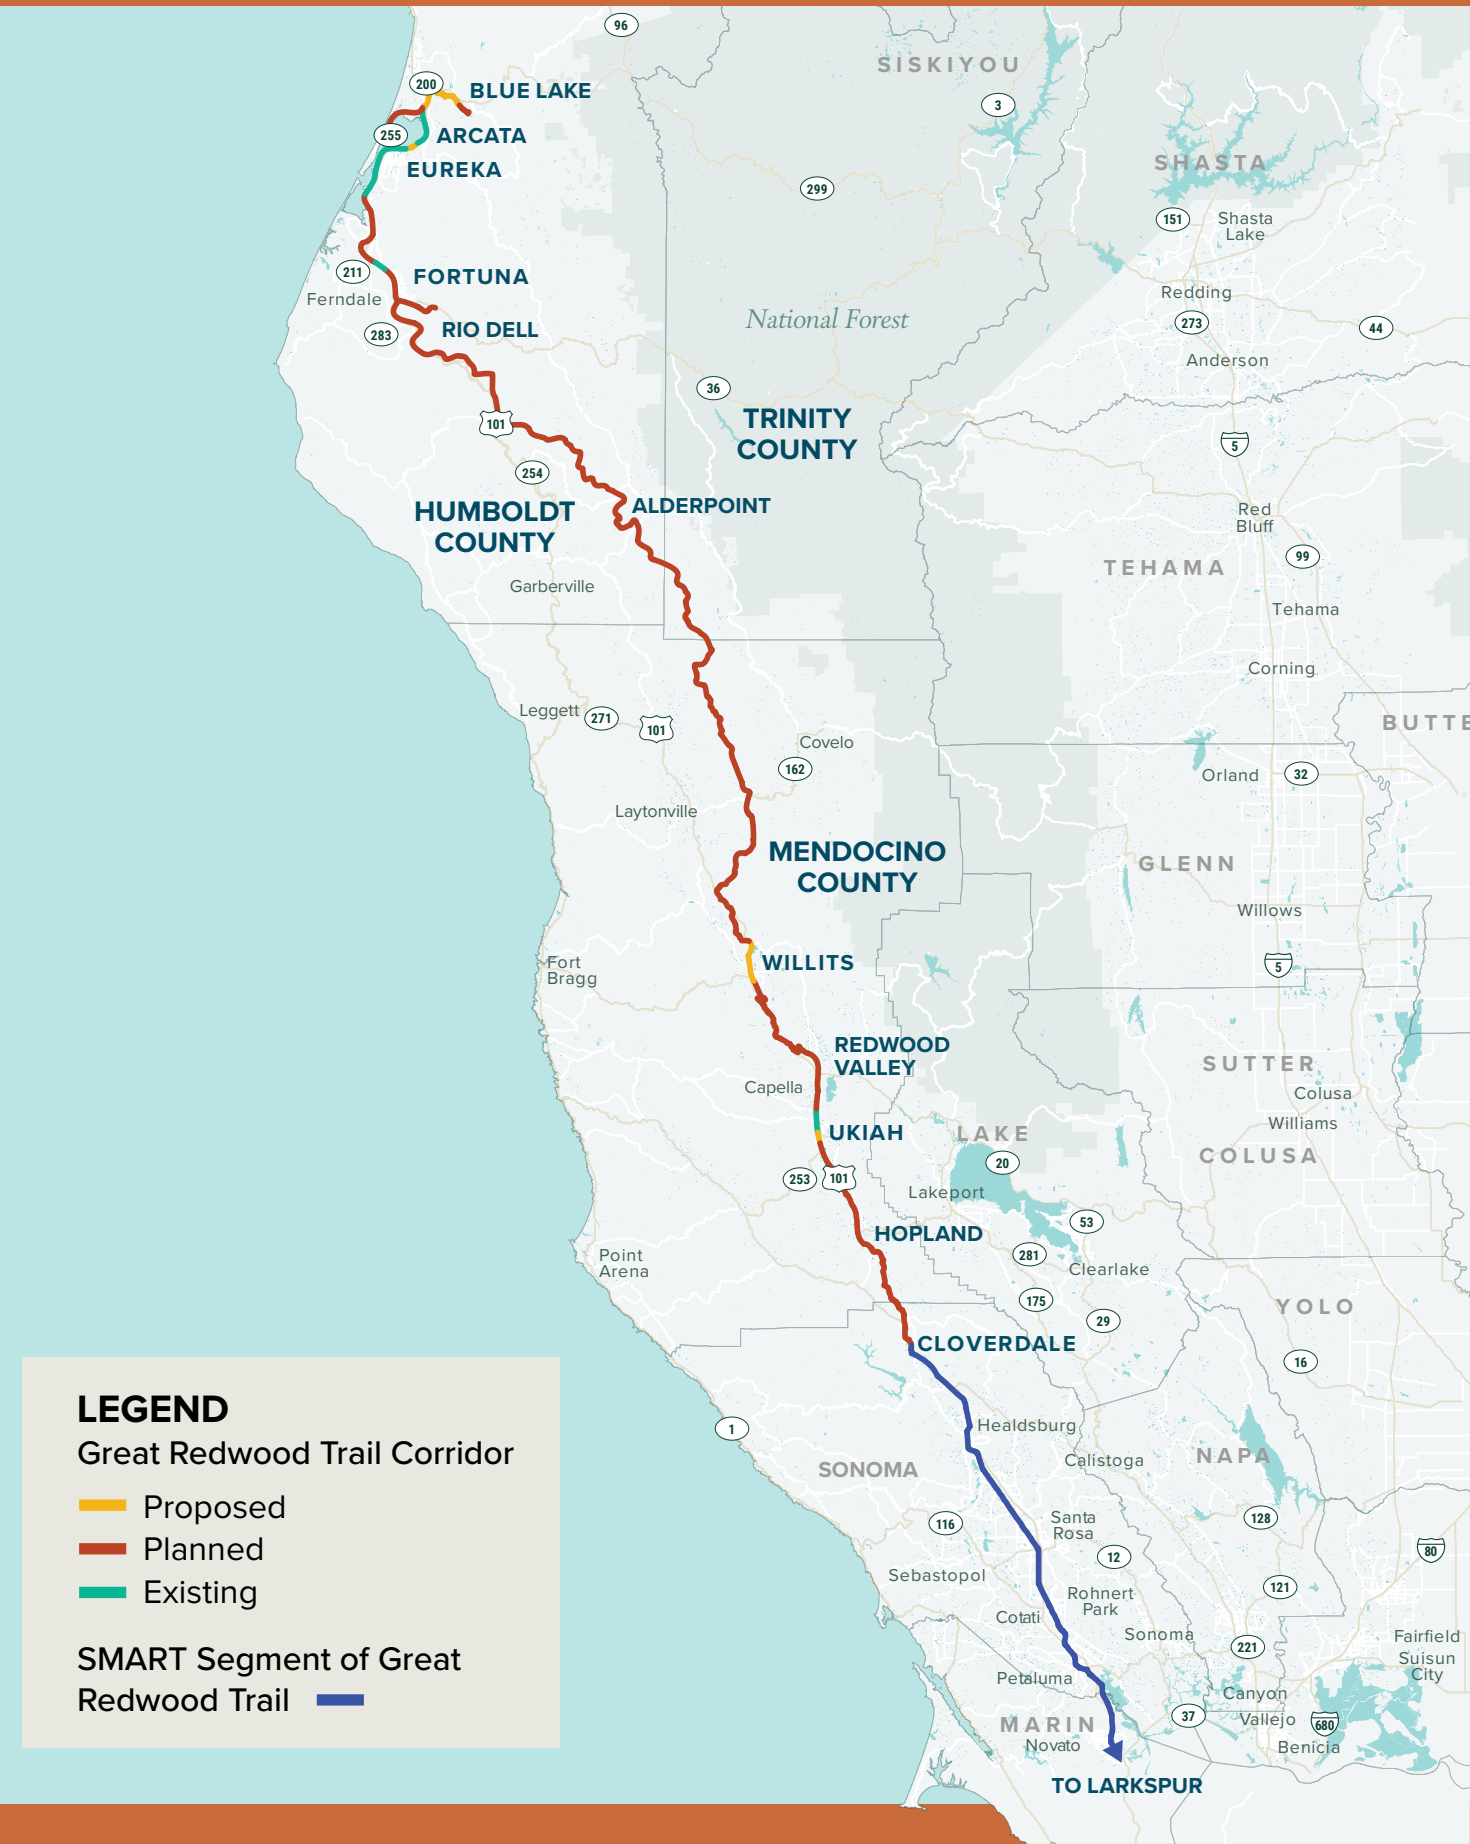 96
SISKIYOU
200
BLUE LAKE
3
255
ARCATA
EUREKA
SHASTA
299
151
Shasta
Lake
211
FORTUNA
Ferndale
Redding
National Forest
283
RIO DELL
273
44
Anderson
36
TRINITY
COUNTY
101
5
254
ALDERPOINT
HUMBOLDT
COUNTY
Red
Bluff
99
TEHAMA
Garberville
Tehama
Corning
Leggett
271
101
BUTTE
Covelo
162
Orland
32
Laytonville
MENDOCINO
COUNTY
GLENN
Willows
WILLITS
5
Fort
Bragg
REDWOOD
VALLEY
SUTTER
Capella
Colusa
Williams
UKIAH
LAKE
COLUSA
20
253
101
Lakeport
53
HOPLAND
281
Point
Arena
Clearlake
175
29
YOLO
CLOVERDALE
16
1
Healdsburg
SONOMA
Calistoga
NAPA
116
Santa
Rosa
128
12
80
Sebastopol
121
Rohnert
Park
Cotati
Sonoma
221
Fairfield
Suisun
City
Petaluma
Canyon
37
Vallejo
680
MARIN
Novato
Benicia
TO LARKSPUR
LEGEND
Great Redwood Trail Corridor
Proposed
Planned
Existing
SMART Segment of Great
Redwood Trail